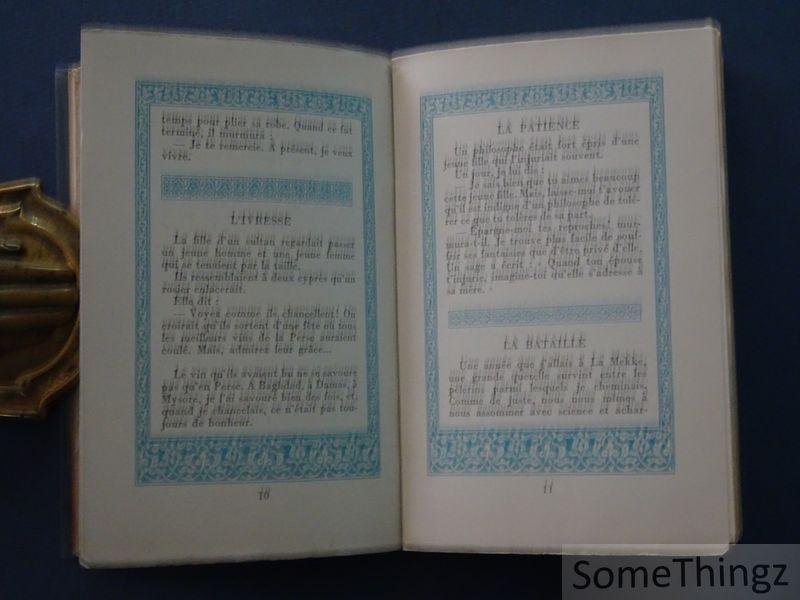 temps pour plier sa robe. Quand ce fut
terminé, il murmura :
— Je te remercie. A présent, je veux
vivre.
L'IVRESSE
La fille d'un sultan regardait passer
un jeune homme et une jeune femme
qui se tenaient par la taille.
Ils ressemblaient à deux cyprès qu'un
rosier enlacerait.
Elle dit :
— Voyez comme ils chancellent! On
croirait qu'ils sortent d'une fête où tous
les meilleurs vins de la Perse auraient
coulé. Mais, admirez leur grâce...
Le vin qu'ils avaient bu ne se savoure
pas qu'en Perse. A Baghdad, à Damas, à
Mysore, je l'ai savouré bien des fois, et,
quand je chancelais, ce n'était pas tou-
jours de bonheur.
10
LA PATIENCE
Un philosophe était fort épris d'une
jeune fille qui l'injuriait souvent.
Un jour, je lui dis :
— Je sais bien que tu aimes beaucoup
cette jeune fille. Mais, laisse-moi t'avouer
qu'il est indigne d'un philosophe de tolé-
rer ce que tu tolères de sa part.
— Épargne-moi tes reproches! mur-
mura-t-il. Je trouve plus facile de souf-
frir ses fantaisies que d'être privé d'elle.
Un sage a écrit : « Quand ton épouse
t'injurie, imagine-toi qu'elle s'adresse à
sa mère. »
LA BATAILLE
Une année que j'allais à La Mekke,
une grande querelle survint entre les
pèlerins parmi lesquels je cheminais.
Comme de juste, nous nous mîmes à
nous assommer avec science et achar-
11
SomeThingz